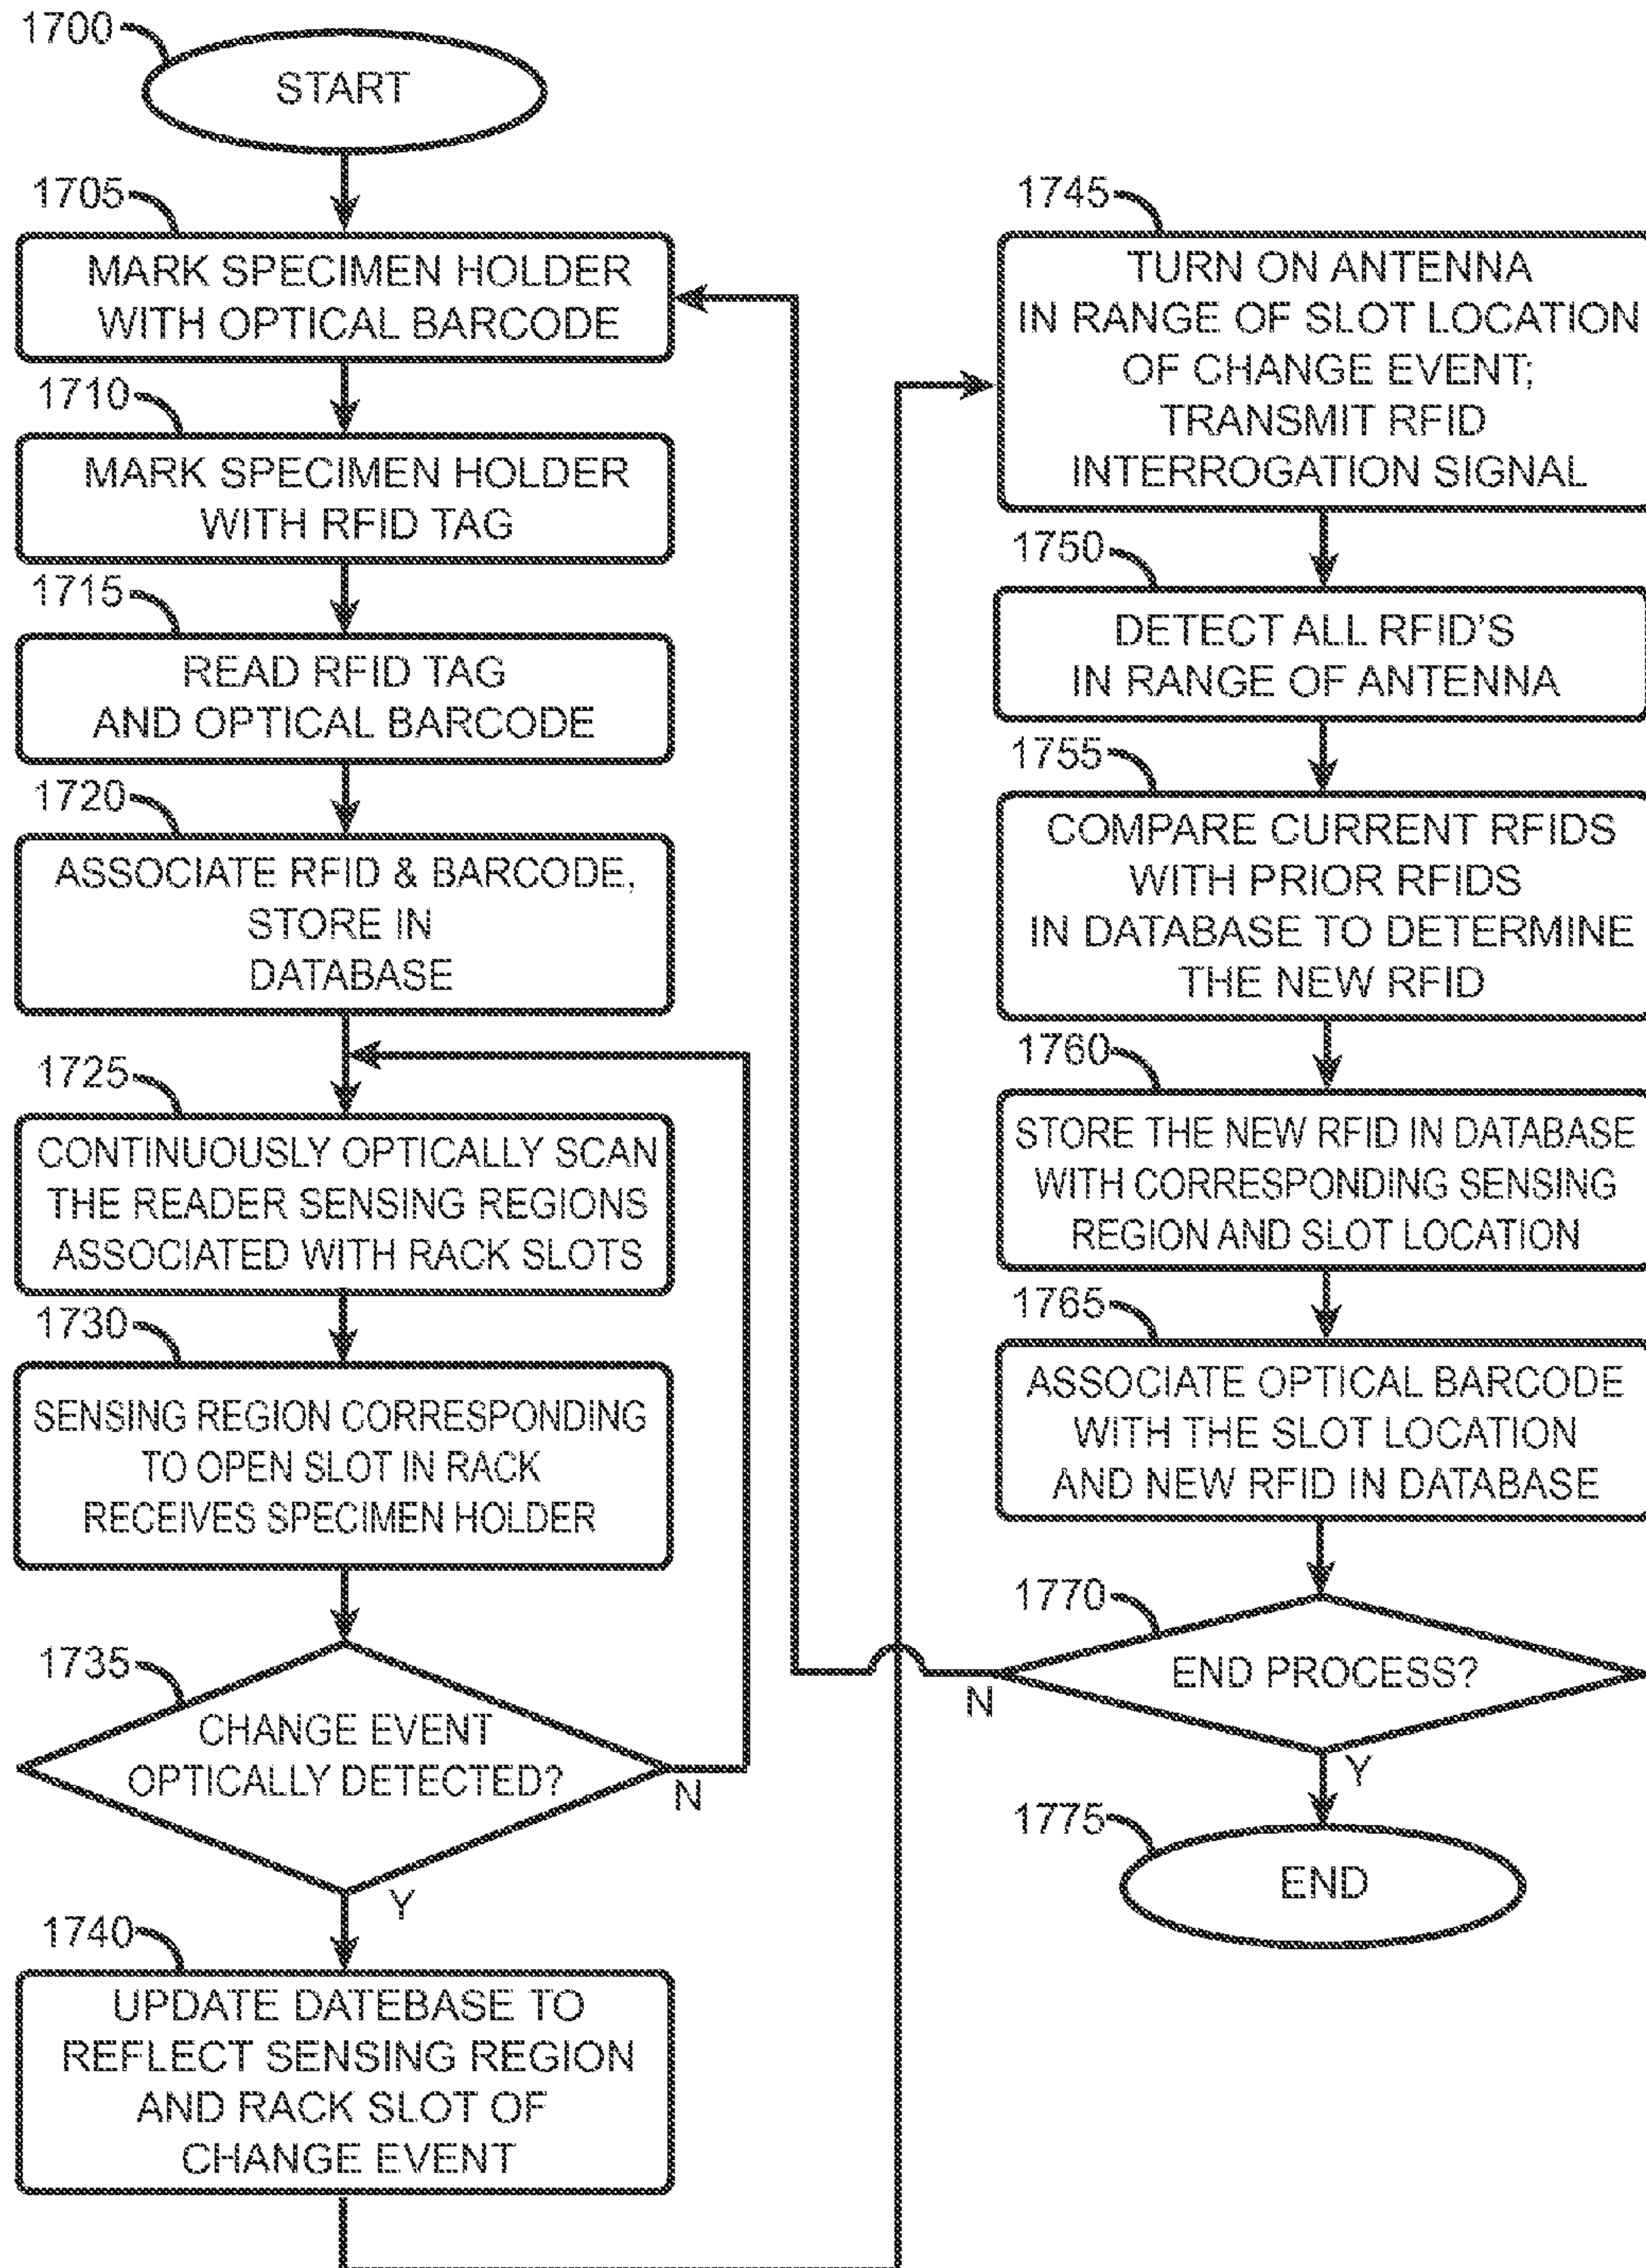 1700
START
1705
MARK SPECIMEN HOLDER
WITH OPTICAL BARCODE
1710
MARK SPECIMEN HOLDER
WITH RFID TAG
1715
READ RFID TAG
AND OPTICAL BARCODE
1720
ASSOCIATE RFID & BARCODE,
STORE IN
DATABASE
1725
CONTINUOUSLY OPTICALLY SCAN
THE READER SENSING REGIONS
ASSOCIATED WITH RACK SLOTS
1730
SENSING REGION CORRESPONDING
TO OPEN SLOT IN RACK
RECEIVES SPECIMEN HOLDER
1735
CHANGE EVENT
OPTICALLY DETECTED?
N
Y
1740
UPDATE DATEBASE TO
REFLECT SENSING REGION
AND RACK SLOT OF
CHANGE EVENT
1745
TURN ON ANTENNA
IN RANGE OF SLOT LOCATION
OF CHANGE EVENT;
TRANSMIT RFID
INTERROGATION SIGNAL
1750
DETECT ALL RFID'S
IN RANGE OF ANTENNA
1755
COMPARE CURRENT RFIDS
WITH PRIOR RFIDS
IN DATABASE TO DETERMINE
THE NEW RFID
1760
STORE THE NEW RFID IN DATABASE
WITH CORRESPONDING SENSING
REGION AND SLOT LOCATION
1765
ASSOCIATE OPTICAL BARCODE
WITH THE SLOT LOCATION
AND NEW RFID IN DATABASE
1770
END PROCESS?
N
Y
1775
END